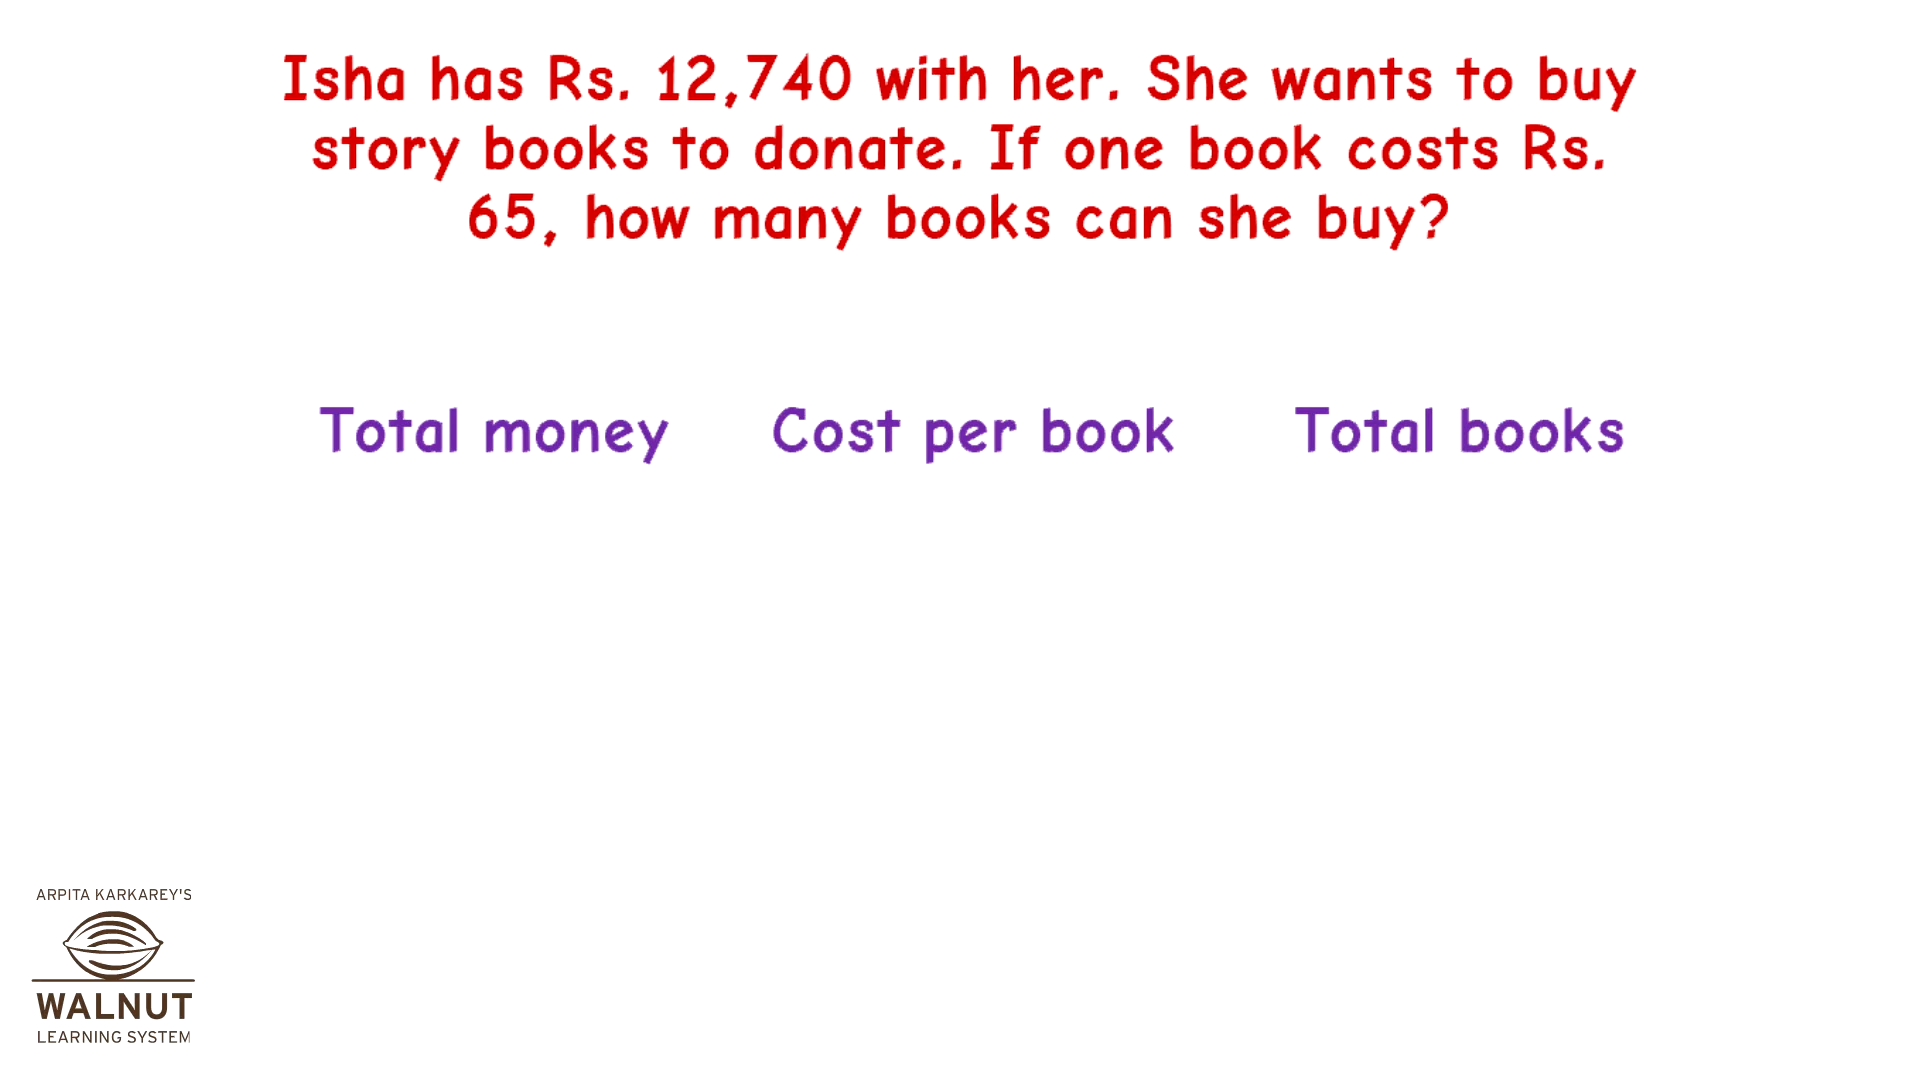 Isha has Rs. 12,740 with her. She wants to buy
story books to donate. If one book costs Rs.
65, how many books can she buy?
Total money Cost per book Total books
ARPITA KARKAREY'S
WALNUT
LEARNING SYSTEM